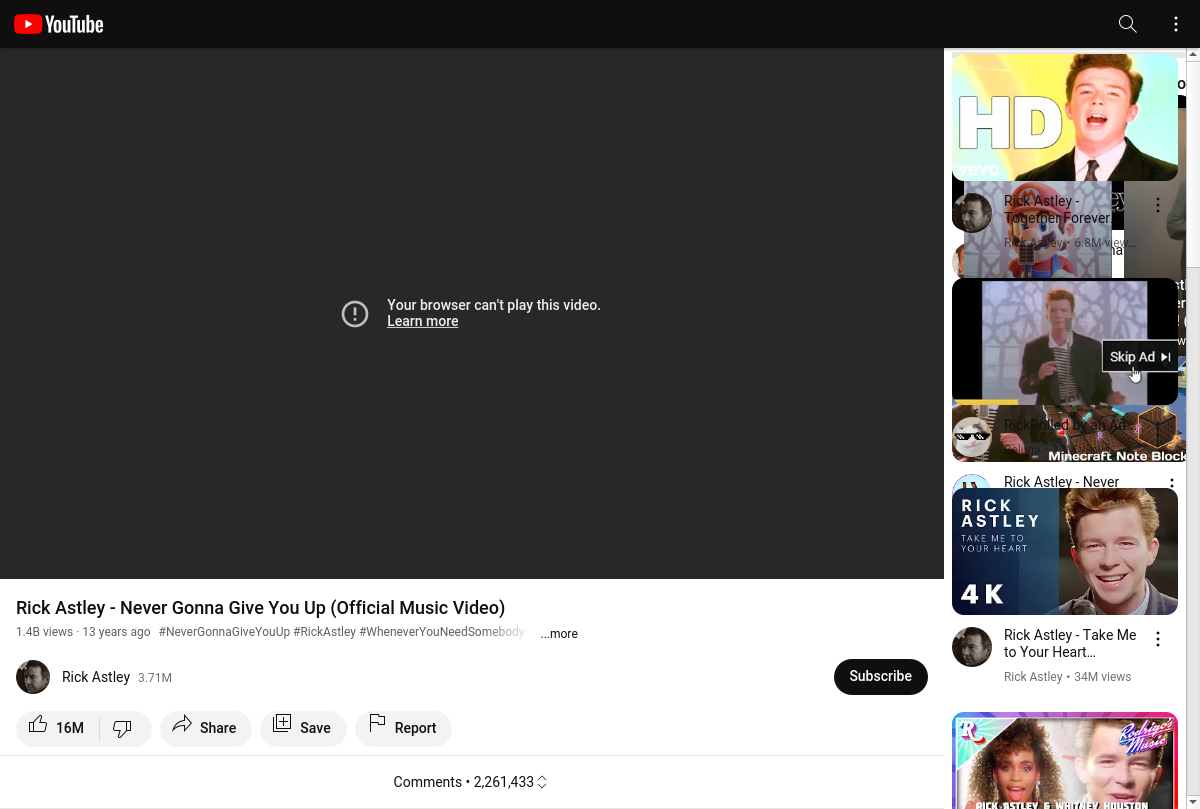 YouTube
Your browser can't play this video.
Learn more
Rick Astley - Never Gonna Give You Up (Official Music Video)
1.4B views · 13 years ago #NeverGonnaGiveYouUp #RickAstley #WheneverYouNeedSomebody
...more
Rick Astley 3.71M
Subscribe
16M
Share
Save
Report
Comments • 2,261,433
HD
vevo
Rick Astley -
Together Forever
Rick Astley • 6.8M view...
Skip Ad
RickRolled by an Ad...
Minecraft Note Block
Rick Astley - Never
RICK
ASTLEY
TAKE ME TO
YOUR HEART
4K
Rick Astley - Take Me
to Your Heart...
Rick Astley • 34M views
Rodrigo's
Music
RICK ASTLEY & WHITNEY HOUSTON